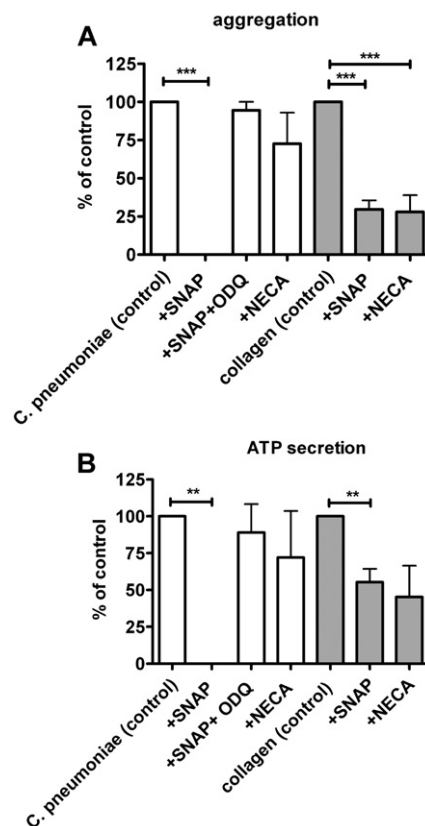 A
aggregation
% of control
125
100
75
50
25
0
***
***
***
C. pneumoniae (control)
+SNAP
+SNAP+ODQ
+NECA
collagen (control)
+SNAP
+NECA
B
ATP secretion
% of control
125
100
75
50
25
0
**
**
C. pneumoniae (control)
+SNAP
+SNAP+ ODQ
+NECA
collagen (control)
+SNAP
+NECA